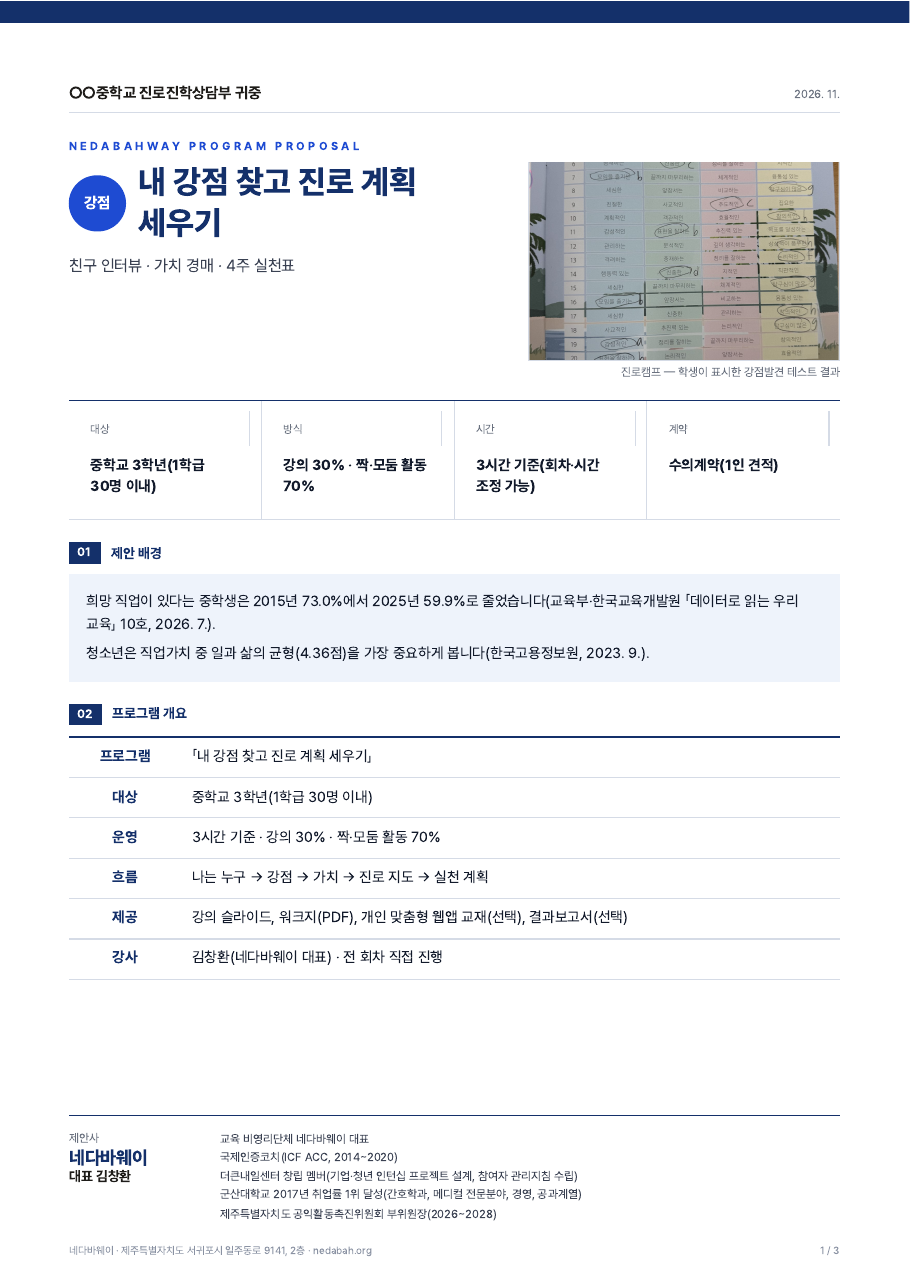 ○○중학교 진로진학상담부 귀중
2026. 11.
NEDABAHWAY PROGRAM PROPOSAL
강점
내 강점 찾고 진로 계획
세우기
친구 인터뷰 · 가치 경매 · 4주 실천표
7
8
9
10
11
12
13
14
15
16
17
18
19
20
진로캠프 — 학생이 표시한 강점발견 테스트 결과
대상
중학교 3학년(1학급
30명 이내)
방식
강의 30% · 짝·모둠 활동
70%
시간
3시간 기준(회차·시간
조정 가능)
계약
수의계약(1인 견적)
01 제안 배경
희망 직업이 있다는 중학생은 2015년 73.0%에서 2025년 59.9%로 줄었습니다(교육부·한국교육개발원 「데이터로 읽는 우리
교육」 10호, 2026. 7.).
청소년은 직업가치 중 일과 삶의 균형(4.36점)을 가장 중요하게 봅니다(한국고용정보원, 2023. 9.).
02 프로그램 개요
프로그램 「내 강점 찾고 진로 계획 세우기」
대상 중학교 3학년(1학급 30명 이내)
운영 3시간 기준 · 강의 30% · 짝·모둠 활동 70%
흐름 나는 누구 → 강점 → 가치 → 진로 지도 → 실천 계획
제공 강의 슬라이드, 워크지(PDF), 개인 맞춤형 웹앱 교재(선택), 결과보고서(선택)
강사 김창환(네다바웨이 대표) · 전 회차 직접 진행
제안사
네다바웨이
대표 김창환
교육 비영리단체 네다바웨이 대표
국제인증코치(ICF ACC, 2014~2020)
더큰내일센터 창립 멤버(기업·청년 인턴십 프로젝트 설계, 참여자 관리지침 수립)
군산대학교 2017년 취업률 1위 달성(간호학과, 메디컬 전문분야, 경영, 공과계열)
제주특별자치도 공익활동촉진위원회 부위원장(2026~2028)
네다바웨이 · 제주특별자치도 서귀포시 일주동로 9141, 2층 · nedabah.org
1 / 3